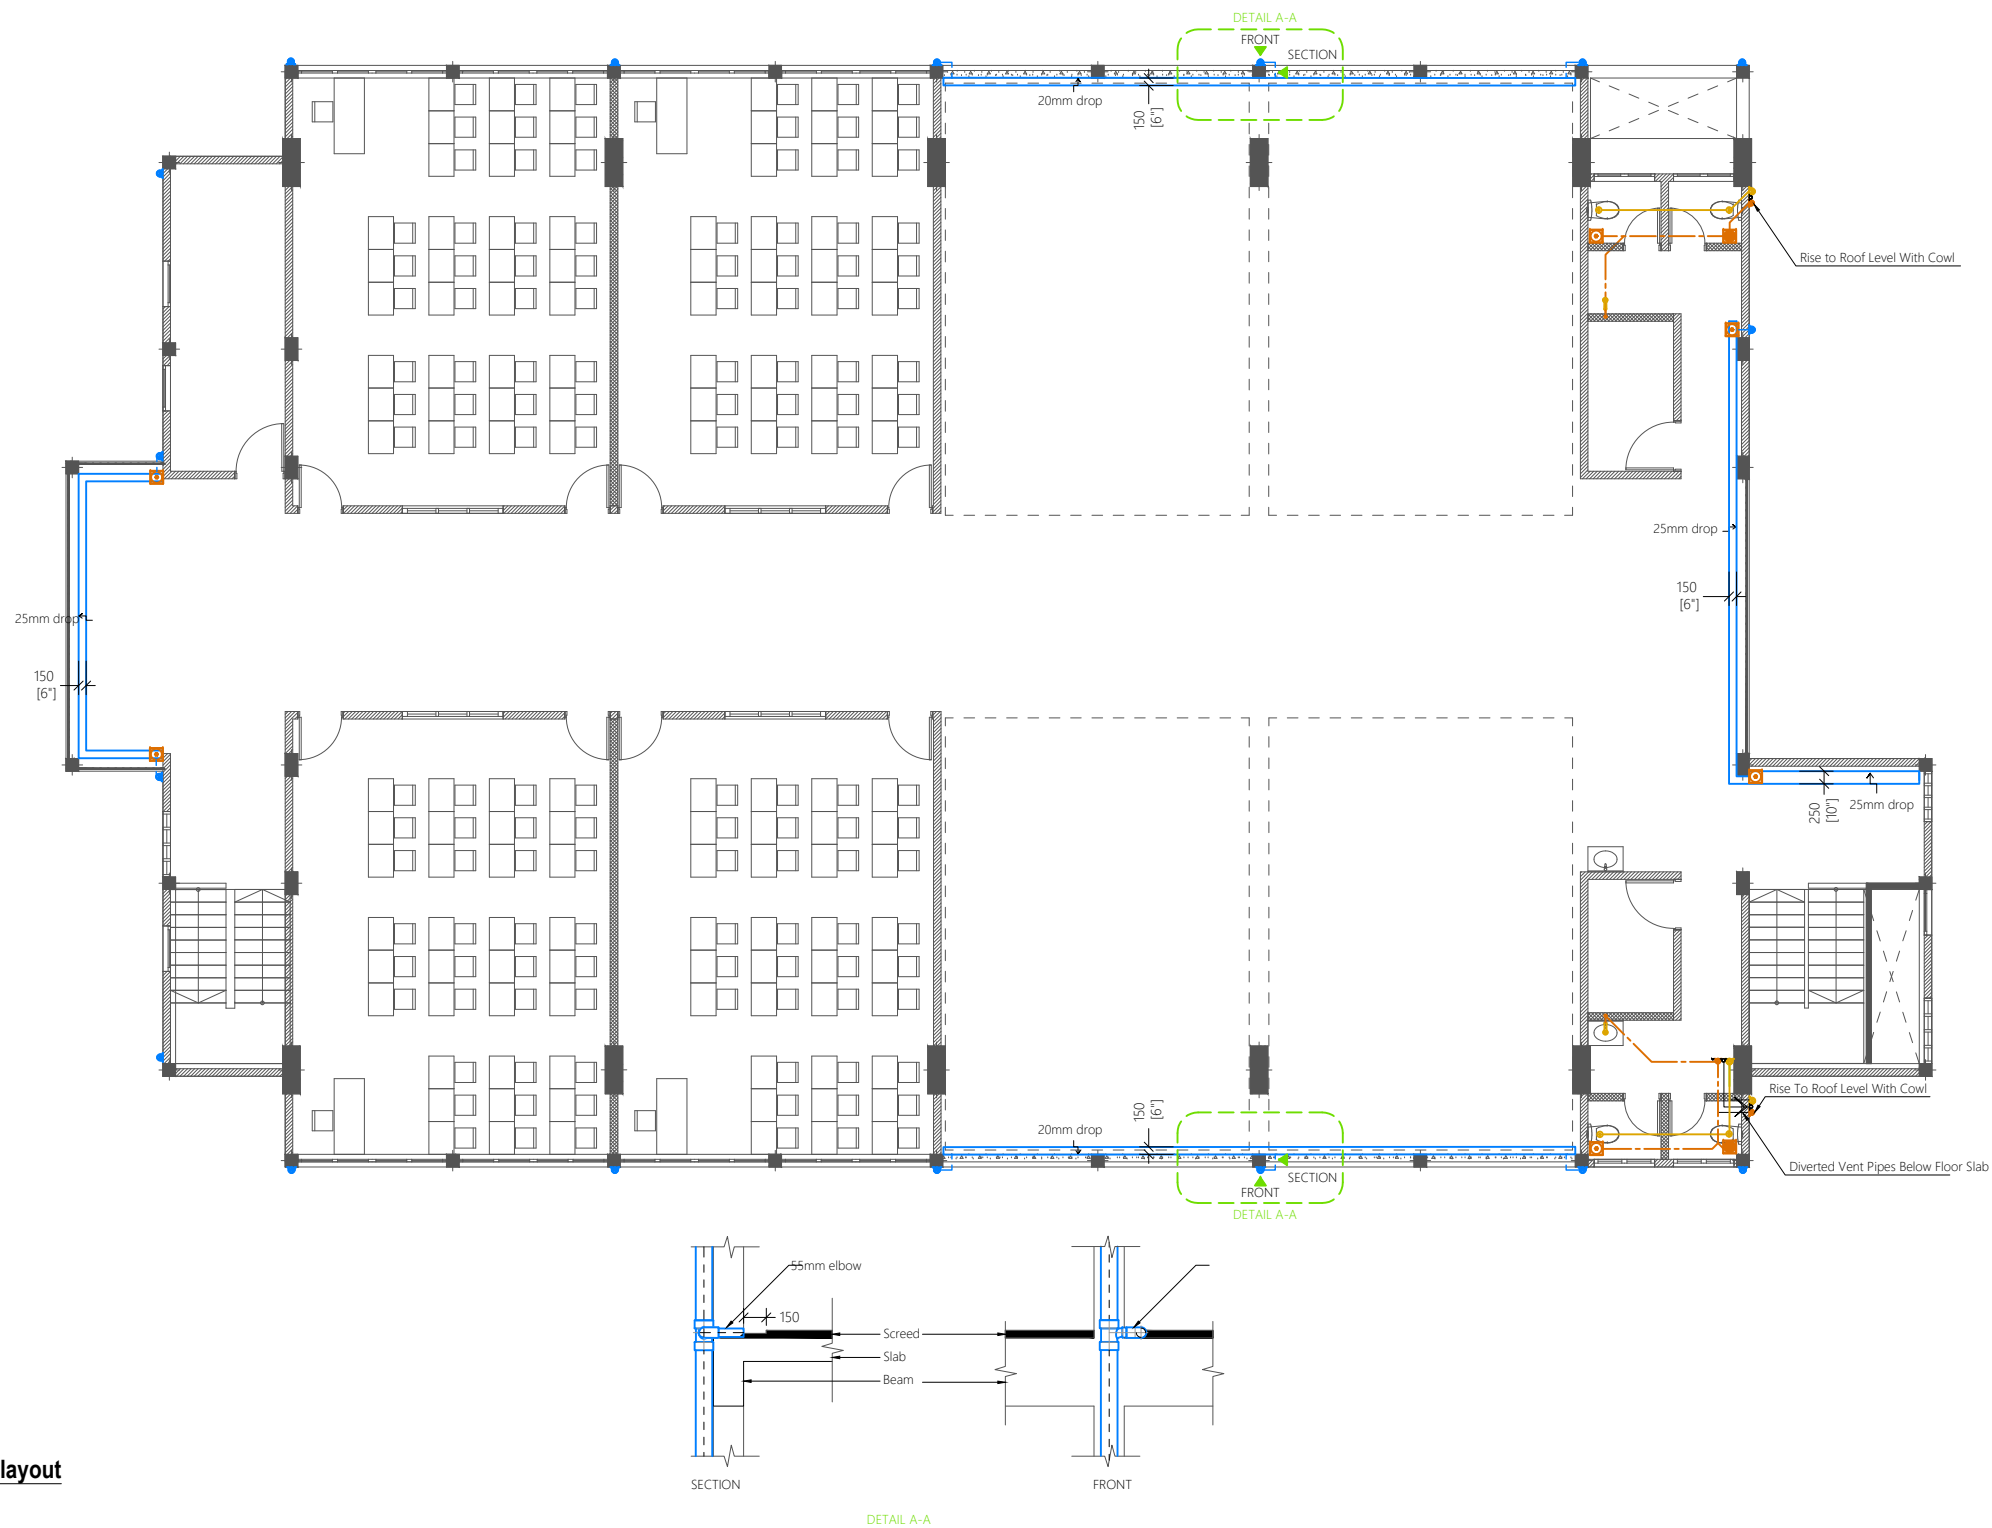 DETAIL A-A
FRONT
SECTION
20mm drop
150
[6"]
Rise to Roof Level With Cowl
25mm drop
150
[6"]
25mm drop
150
[6"]
250
[10"]
25mm drop
Rise To Roof Level With Cowl
Diverted Vent Pipes Below Floor Slab
20mm drop
150
[6"]
SECTION
FRONT
DETAIL A-A
55mm elbow
150
Screed
Slab
Beam
SECTION
FRONT
layout
DETAIL A-A